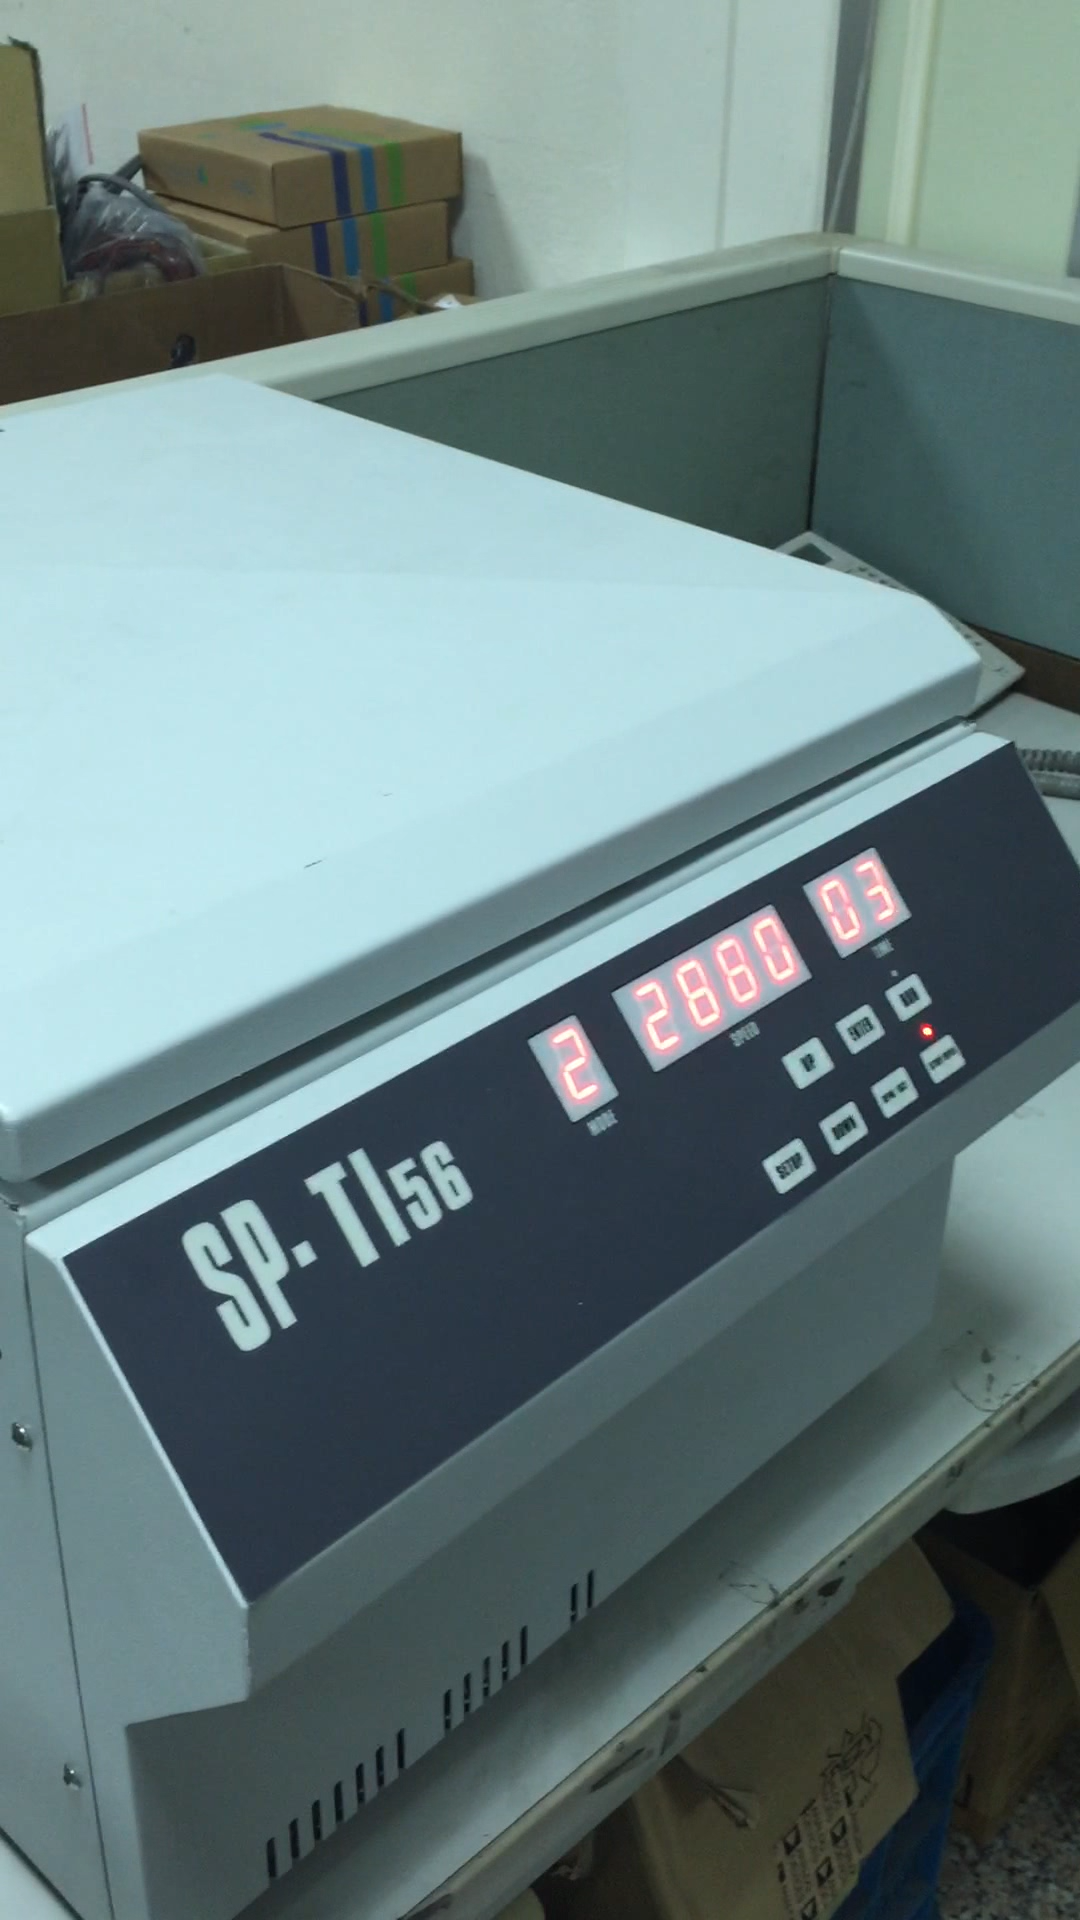 03
2880
2
TIME
SPEED
MODE
RUN
ENTER
UP
DOWN
SETUP
SP-TI56